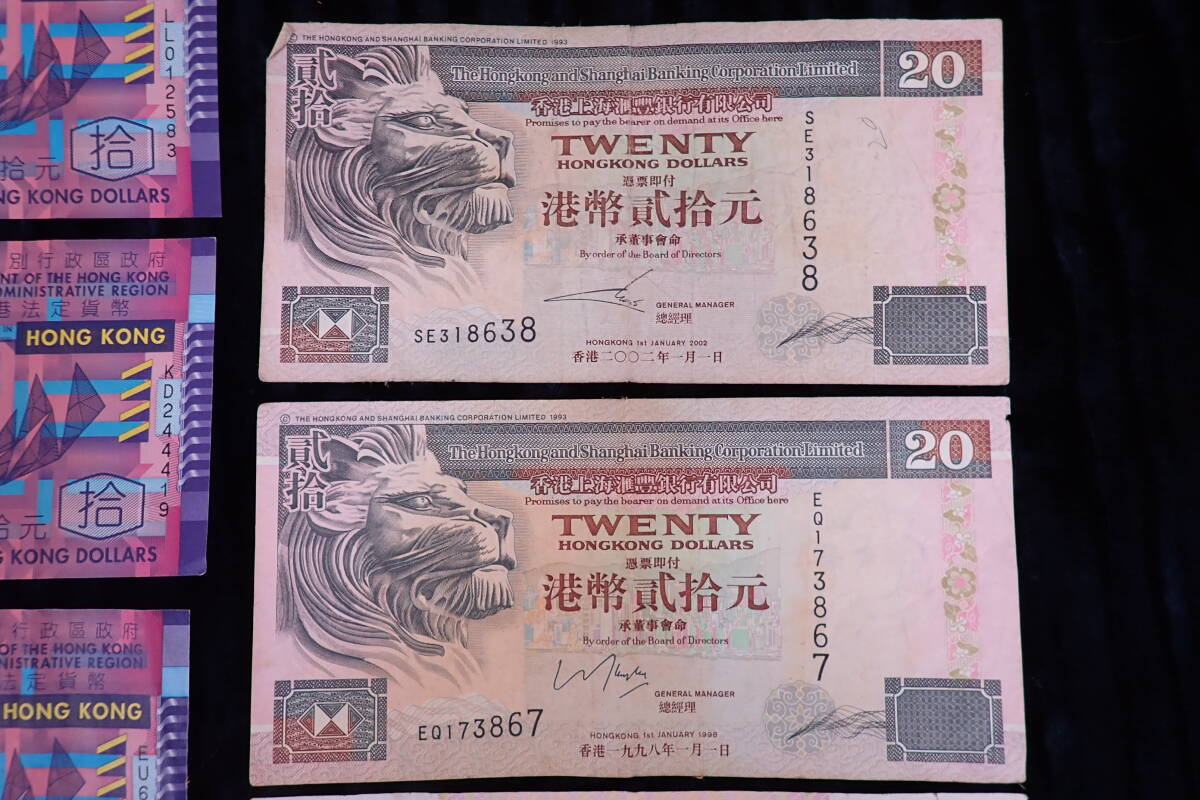 LL012583
拾
拾元
NG KONG DOLLARS
別行政區政府
NT OF THE HONG KONG
DMINISTRATIVE REGION
港法定貨幣
HONG KONG
KD244419
拾
拾元
G KONG DOLLARS
行政區政府
OF THE HONG KONG
NISTRATIVE REGION
法定貨幣
HONG KONG
EU6
© THE HONGKONG AND SHANGHAI BANKING CORPORATION LIMITED 1993
貳拾
The Hongkong and Shanghai Banking Corporation Limited
20
香港上海滙豐銀行有限公司
Promises to pay the bearer on demand at its Office here
TWENTY
HONGKONG DOLLARS
憑票即付
港幣貳拾元
承董事會命
By order of the Board of Directors
SE318638
GENERAL MANAGER
總經理
SE318638
HONGKONG 1st JANUARY 2002
香港二〇〇二年一月一日
© THE HONGKONG AND SHANGHAI BANKING CORPORATION LIMITED 1993
貳拾
The Hongkong and Shanghai Banking Corporation Limited
20
香港上海滙豐銀行有限公司
Promises to pay the bearer on demand at its Office here
TWENTY
HONGKONG DOLLARS
憑票即付
港幣貳拾元
承董事會命
By order of the Board of Directors
EQ173867
GENERAL MANAGER
總經理
EQ173867
HONGKONG 1st JANUARY 1998
香港一九九八年一月一日